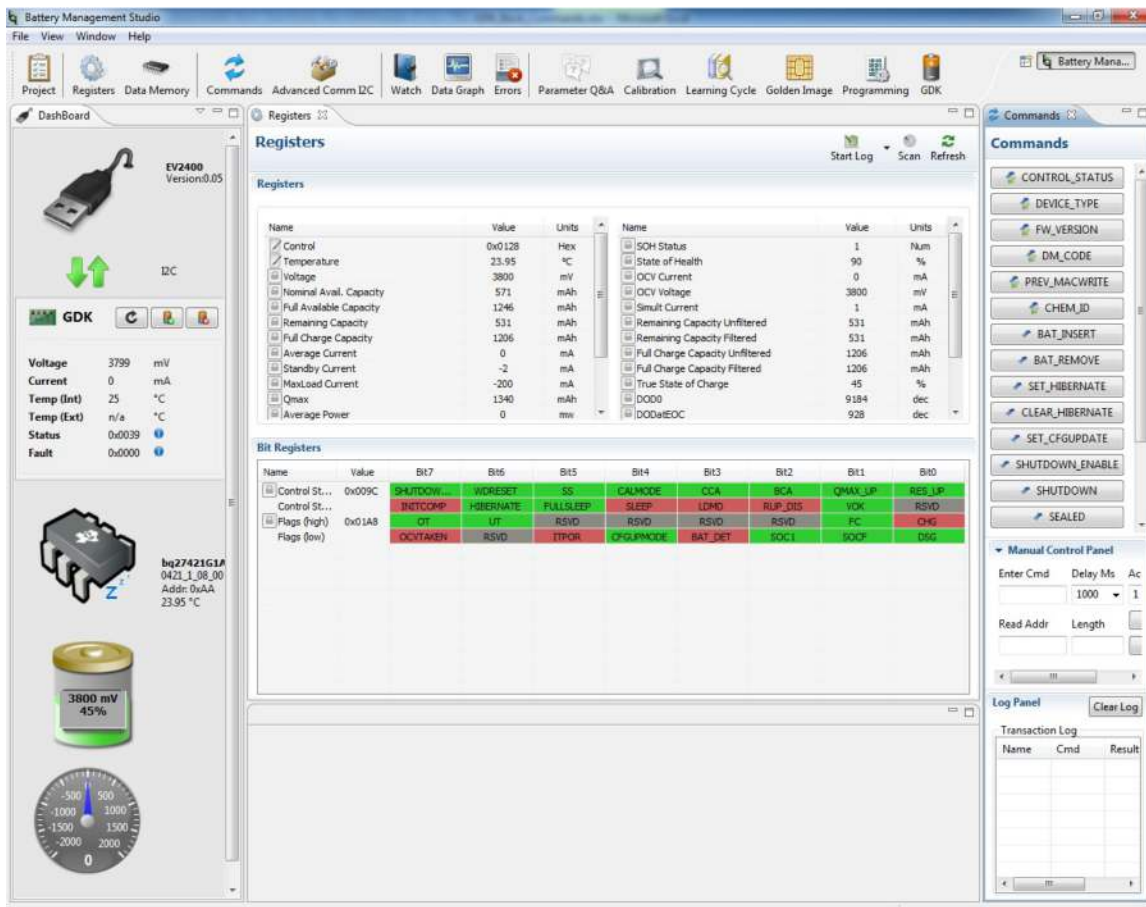 Battery Management Studio
File View Window Help
Project Registers Data Memory Commands Advanced Comm I2C Watch Data Graph Errors Parameter Q&A Calibration Learning Cycle Golden Image Programming GDK
Battery Mana...
DashBoard
EV2400
Version:0.05
I2C
GDK
Voltage 3799 mV
Current 0 mA
Temp (Int) 25 °C
Temp (Ext) n/a °C
Status 0x0039
Fault 0x0000
bq27421G1A
0421_1_08_00
Addr: 0xAA
23.95 °C
3800 mV
45%
-500 500
-1000 1000
-1500 1500
-2000 2000
0
Registers
Registers
Start Log Scan Refresh
Registers
Name Value Units
Control 0x0128 Hex
Temperature 23.95 °C
Voltage 3800 mV
Nominal Avail. Capacity 571 mAh
Full Available Capacity 1246 mAh
Remaining Capacity 531 mAh
Full Charge Capacity 1206 mAh
Average Current 0 mA
Standby Current -2 mA
MaxLoad Current -200 mA
Qmax 1340 mAh
Average Power 0 mw
Name Value Units
SOH Status 1 Num
State of Health 90 %
OCV Current 0 mA
OCV Voltage 3800 mV
Simult Current 1 mA
Remaining Capacity Unfiltered 531 mAh
Remaining Capacity Filtered 531 mAh
Full Charge Capacity Unfiltered 1206 mAh
Full Charge Capacity Filtered 1206 mAh
True State of Charge 45 %
DOD0 9184 dec
DODatEOC 928 dec
Bit Registers
Name Value Bit7 Bit6 Bit5 Bit4 Bit3 Bit2 Bit1 Bit0
Control St... 0x009C SHUTDOW... WDRESET SS CALMODE CCA BCA QMAX_UP RES_UP
Control St... INITCOMP HIBERNATE FULLSLEEP SLEEP LDMD RUP_DIS VOK RSVD
Flags (high) 0x01A8 OT UT RSVD RSVD RSVD RSVD FC CHG
Flags (low) OCVTAKEN RSVD ITPOR CFGUPMODE BAT_DET SOC1 SOCF DSG
Commands
Commands
CONTROL_STATUS
DEVICE_TYPE
FW_VERSION
DM_CODE
PREV_MACWRITE
CHEM_ID
BAT_INSERT
BAT_REMOVE
SET_HIBERNATE
CLEAR_HIBERNATE
SET_CFGUPDATE
SHUTDOWN_ENABLE
SHUTDOWN
SEALED
Manual Control Panel
Enter Cmd Delay Ms Ac
1000 1
Read Addr Length
Log Panel Clear Log
Transaction Log
Name Cmd Result